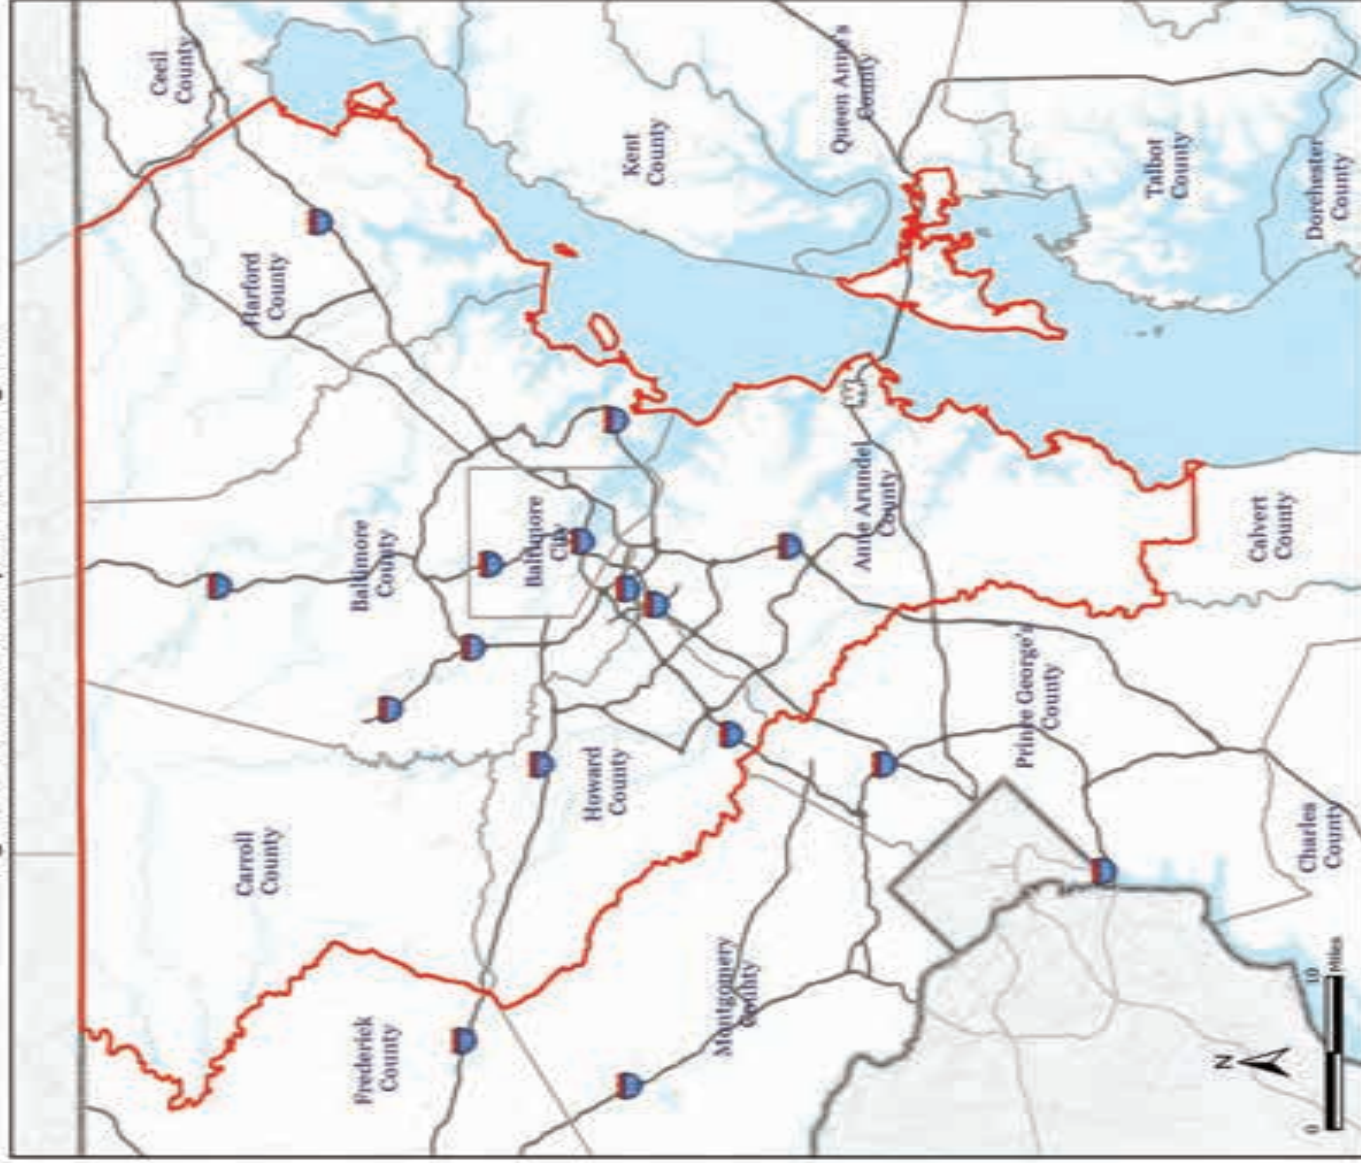 Cecil
County
Carroll
County
Harford
County
Baltimore
County
Frederick
County
Baltimore
City
Howard
County
Kent
County
Montgomery
County
Queen Anne's
County
Anne Arundel
County
Prince George's
County
Talbot
County
N
Calvert
County
Charles
County
Dorchester
County
0 10
Miles